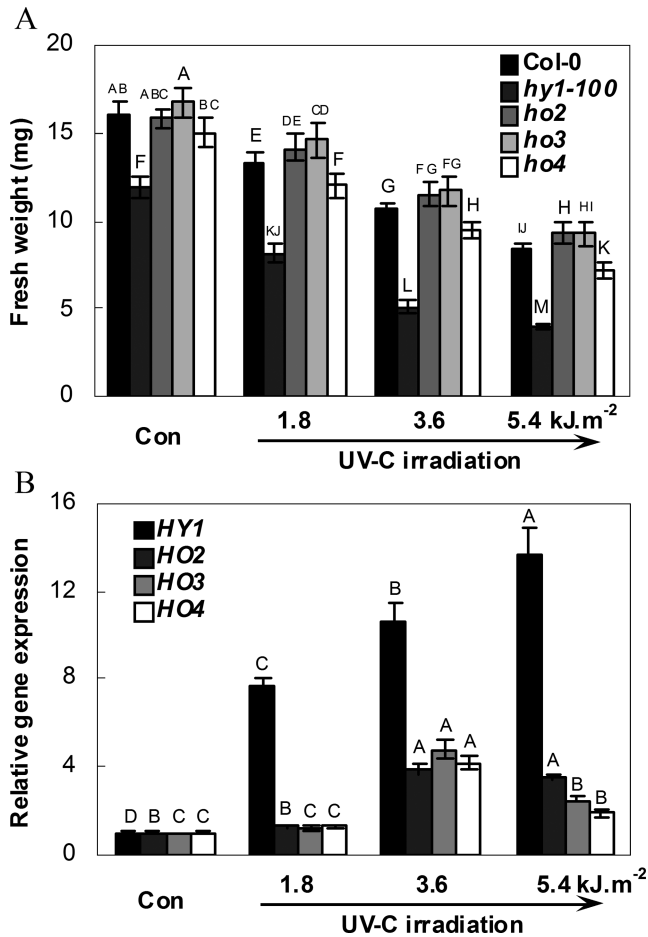 A
20
15
10
5
0
Fresh weight (mg)
Col-0
hy1-100
ho2
ho3
ho4
AB F ABC A BC
E KJ DE CD F
G L FG FG H
IJ M H HI K
Con 1.8 3.6 5.4 kJ.m-2
UV-C irradiation
B
16
12
8
4
0
Relative gene expression
HY1
HO2
HO3
HO4
D B C C
C B C C
B A A A
A A B B
Con 1.8 3.6 5.4 kJ.m-2
UV-C irradiation